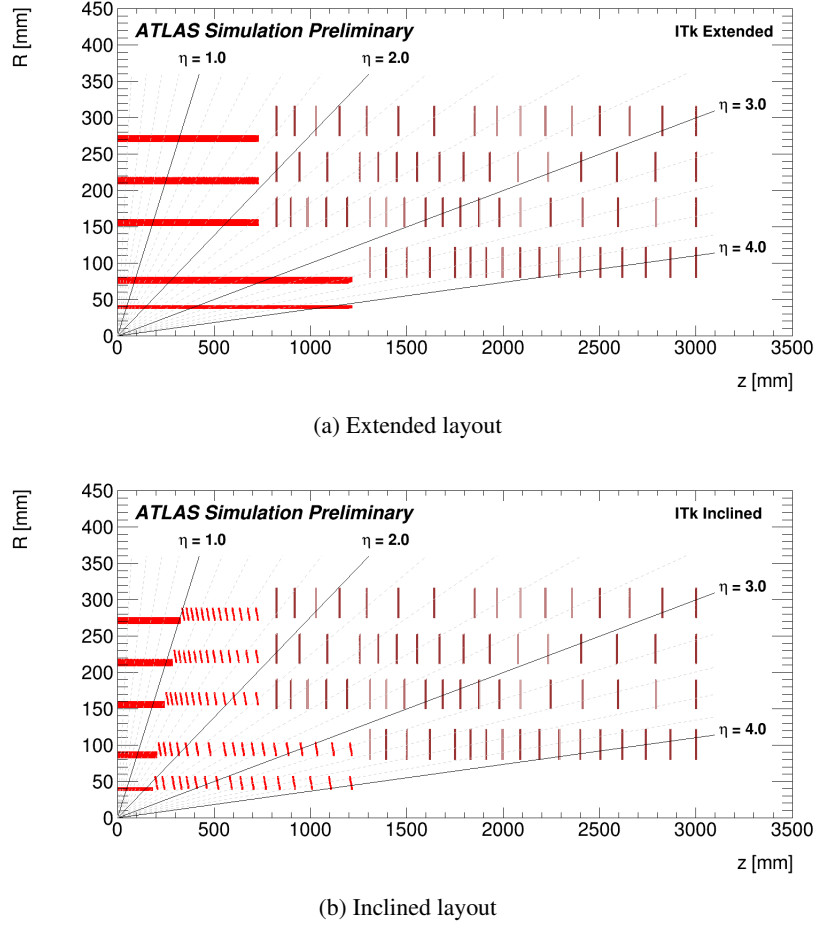 450
R [mm]
ATLAS Simulation Preliminary
ITk Extended
400
η = 1.0
η = 2.0
350
η = 3.0
300
250
200
150
η = 4.0
100
50
0
0 500 1000 1500 2000 2500 3000 3500
z [mm]
(a) Extended layout
450
R [mm]
ATLAS Simulation Preliminary
ITk Inclined
400
η = 1.0
η = 2.0
350
η = 3.0
300
250
200
150
η = 4.0
100
50
0
0 500 1000 1500 2000 2500 3000 3500
z [mm]
(b) Inclined layout